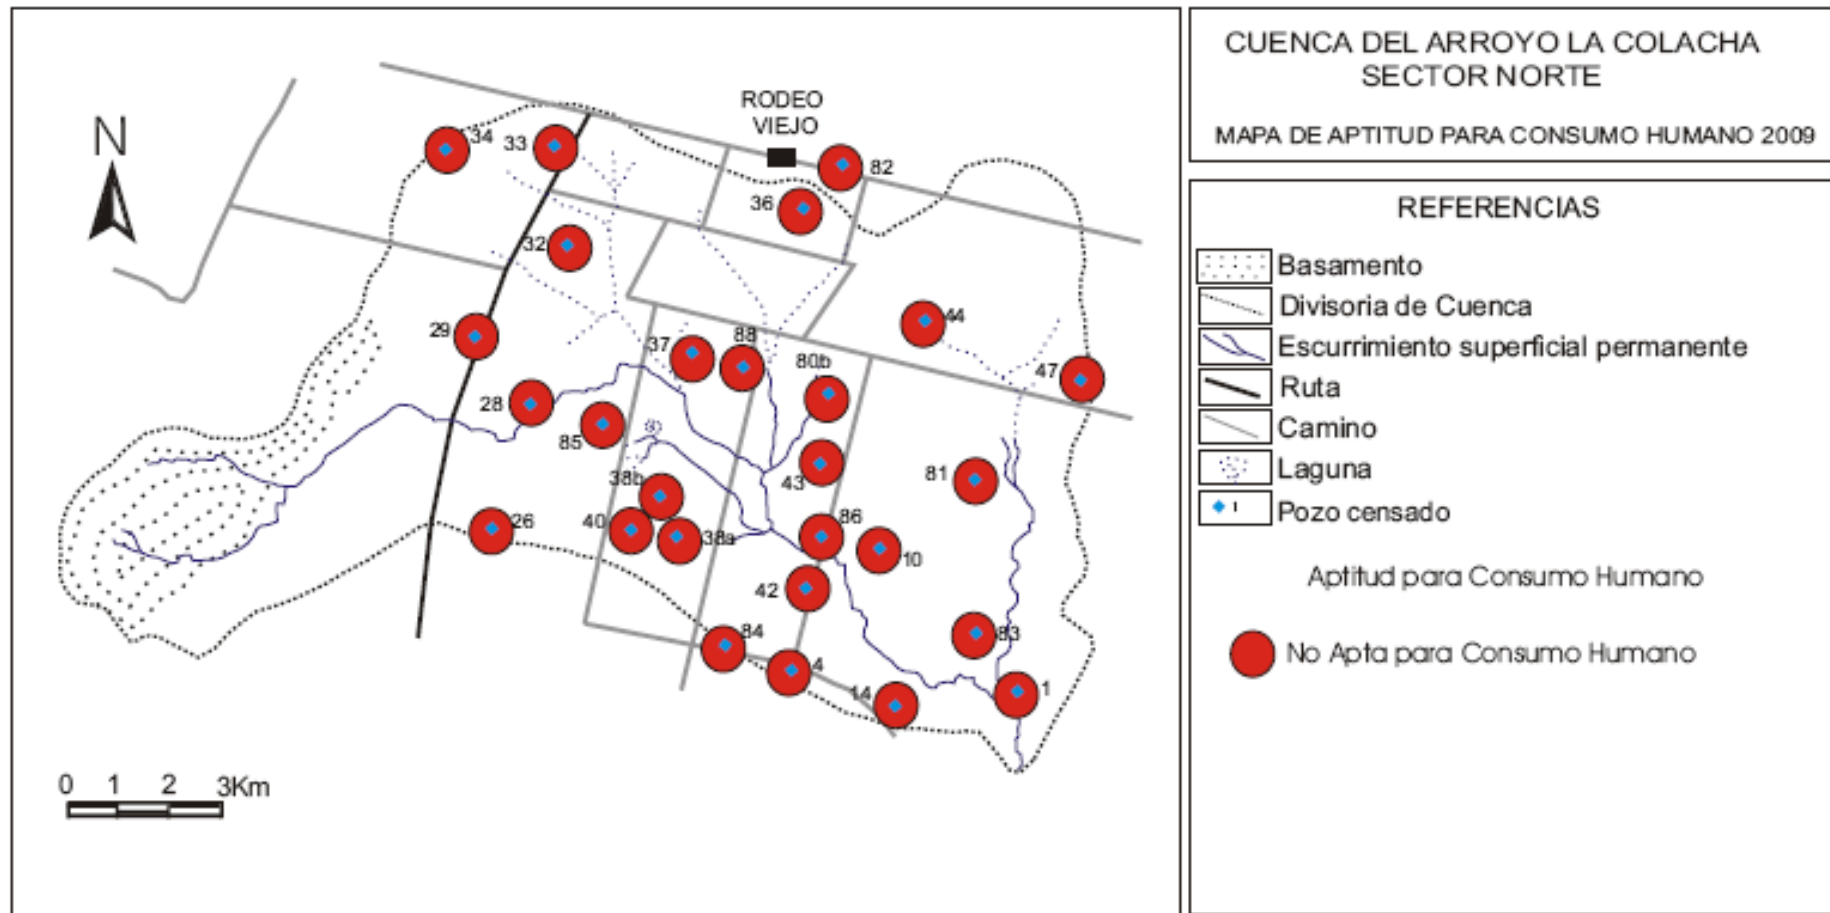 CUENCA DEL ARROYO LA COLACHA
SECTOR NORTE
MAPA DE APTITUD PARA CONSUMO HUMANO 2009
REFERENCIAS
Basamento
Divisoria de Cuenca
Escurrimiento superficial permanente
Ruta
Camino
Laguna
1 Pozo censado
Aptitud para Consumo Humano
No Apta para Consumo Humano
N
RODEO
VIEJO
34
33
82
36
32
44
29
37
88
80b
47
28
85
43
81
38b
26
40
38a
86
10
42
83
84
4
14
1
0 1 2 3Km